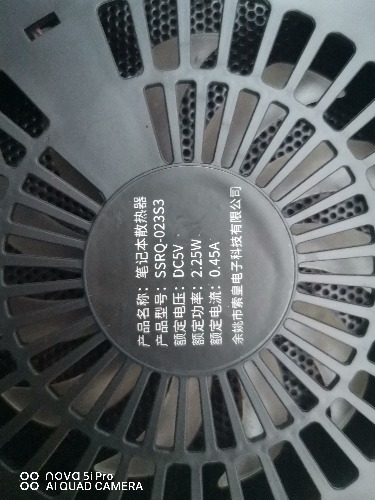 产品名称：笔记本散热器
产品型号：SSRQ-023S3
额定电压：DC5V
额定功率：2.25W
额定电流：0.45A
余姚市索皇电子科技有限公司
nova 5i Pro
AI QUAD CAMERA